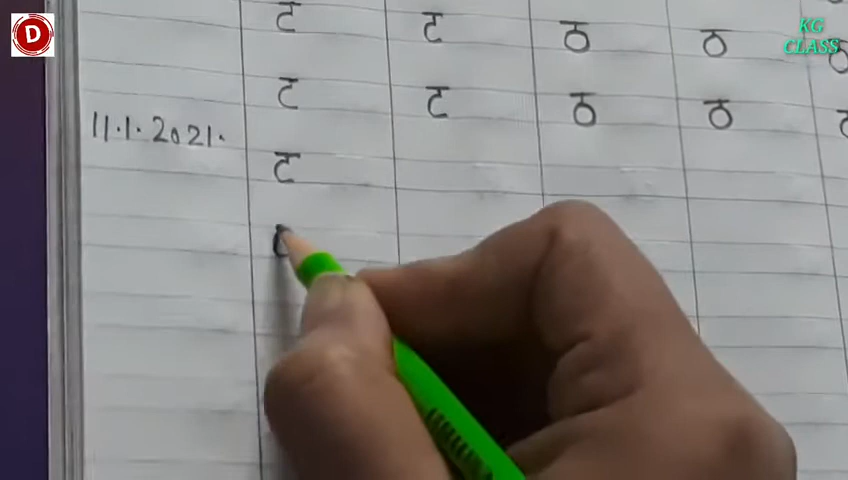 D
KG
CLASS
ट ट ठ ठ ठ
ट ट ठ ठ
11.1.2021.
ट